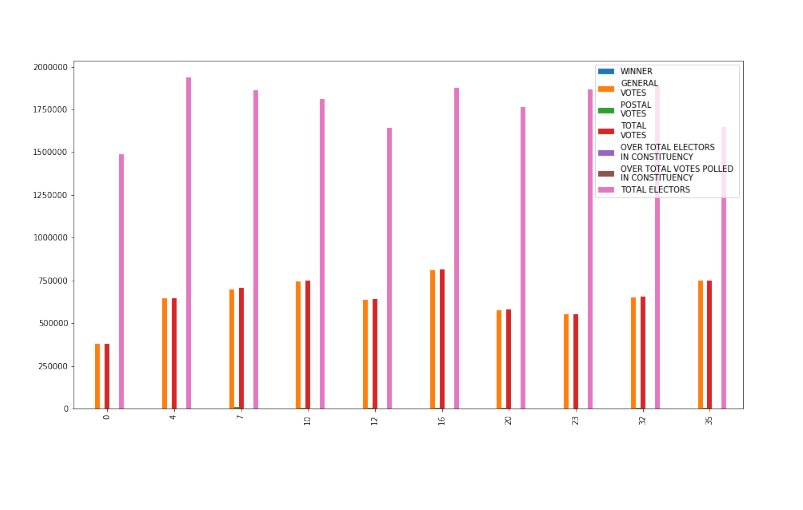 2000000
1750000
1500000
1250000
1000000
750000
500000
250000
0
WINNER
GENERAL
VOTES
POSTAL
VOTES
TOTAL
VOTES
OVER TOTAL ELECTORS
IN CONSTITUENCY
OVER TOTAL VOTES POLLED
IN CONSTITUENCY
TOTAL ELECTORS
0 4 7 10 12 16 20 23 32 35